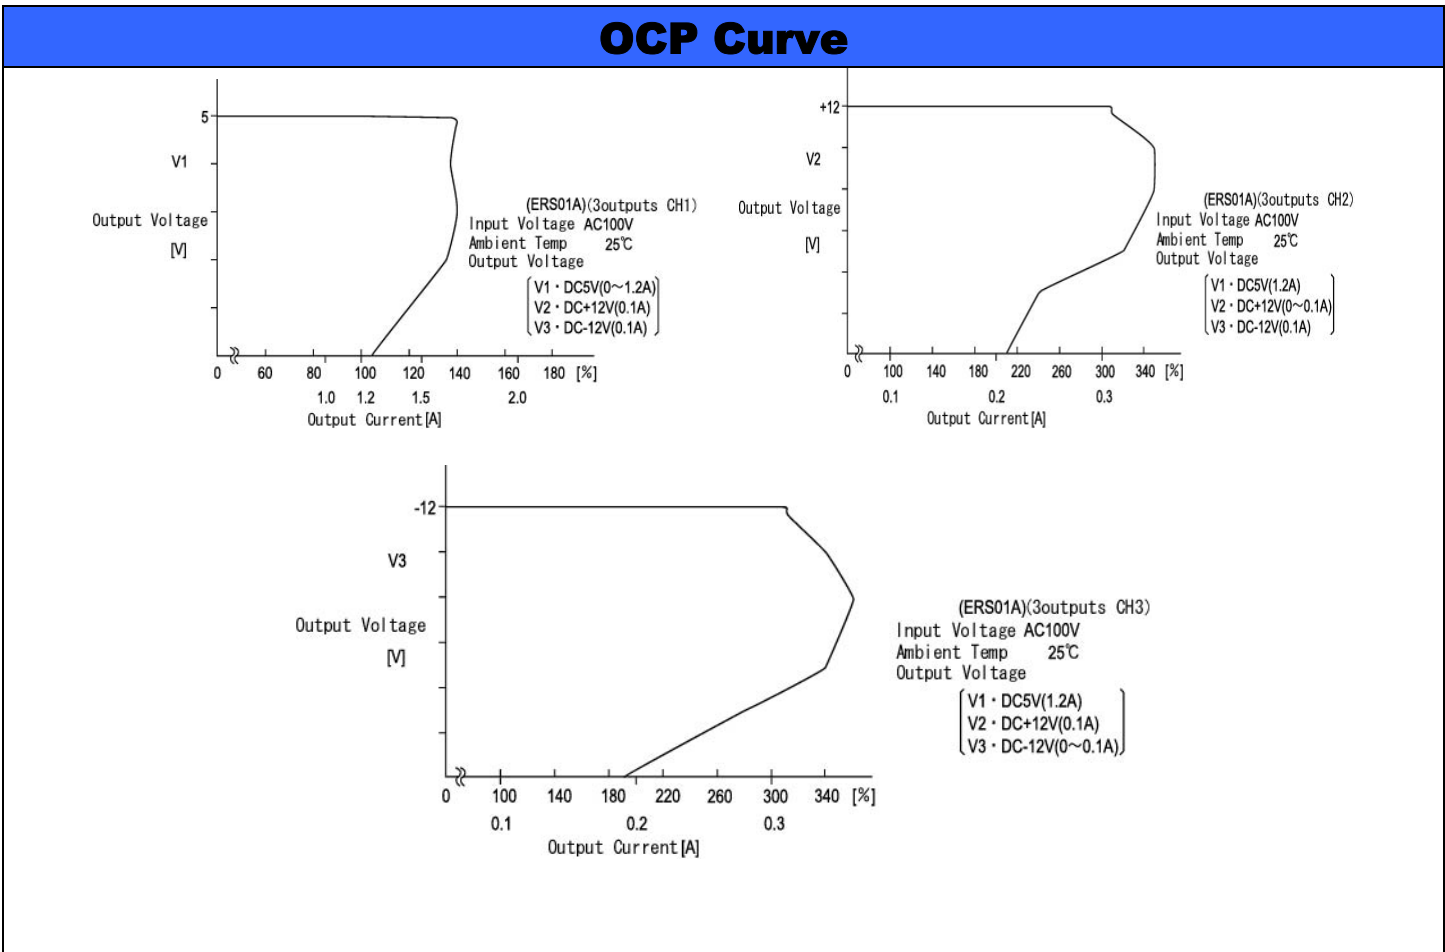 OCP Curve
5
V1
Output Voltage
[V]
(ERS01A)(3outputs CH1)
Input Voltage AC100V
Ambient Temp 25℃
Output Voltage
V1・DC5V(0～1.2A)
V2・DC+12V(0.1A)
V3・DC-12V(0.1A)
0 60 80 100 120 140 160 180 [%]
1.0 1.2 1.5 2.0
Output Current[A]
+12
V2
Output Voltage
[V]
(ERS01A)(3outputs CH2)
Input Voltage AC100V
Ambient Temp 25℃
Output Voltage
V1・DC5V(1.2A)
V2・DC+12V(0～0.1A)
V3・DC-12V(0.1A)
0 100 140 180 220 260 300 340 [%]
0.1 0.2 0.3
Output Current[A]
-12
V3
Output Voltage
[V]
(ERS01A)(3outputs CH3)
Input Voltage AC100V
Ambient Temp 25℃
Output Voltage
V1・DC5V(1.2A)
V2・DC+12V(0.1A)
V3・DC-12V(0～0.1A)
0 100 140 180 220 260 300 340 [%]
0.1 0.2 0.3
Output Current[A]